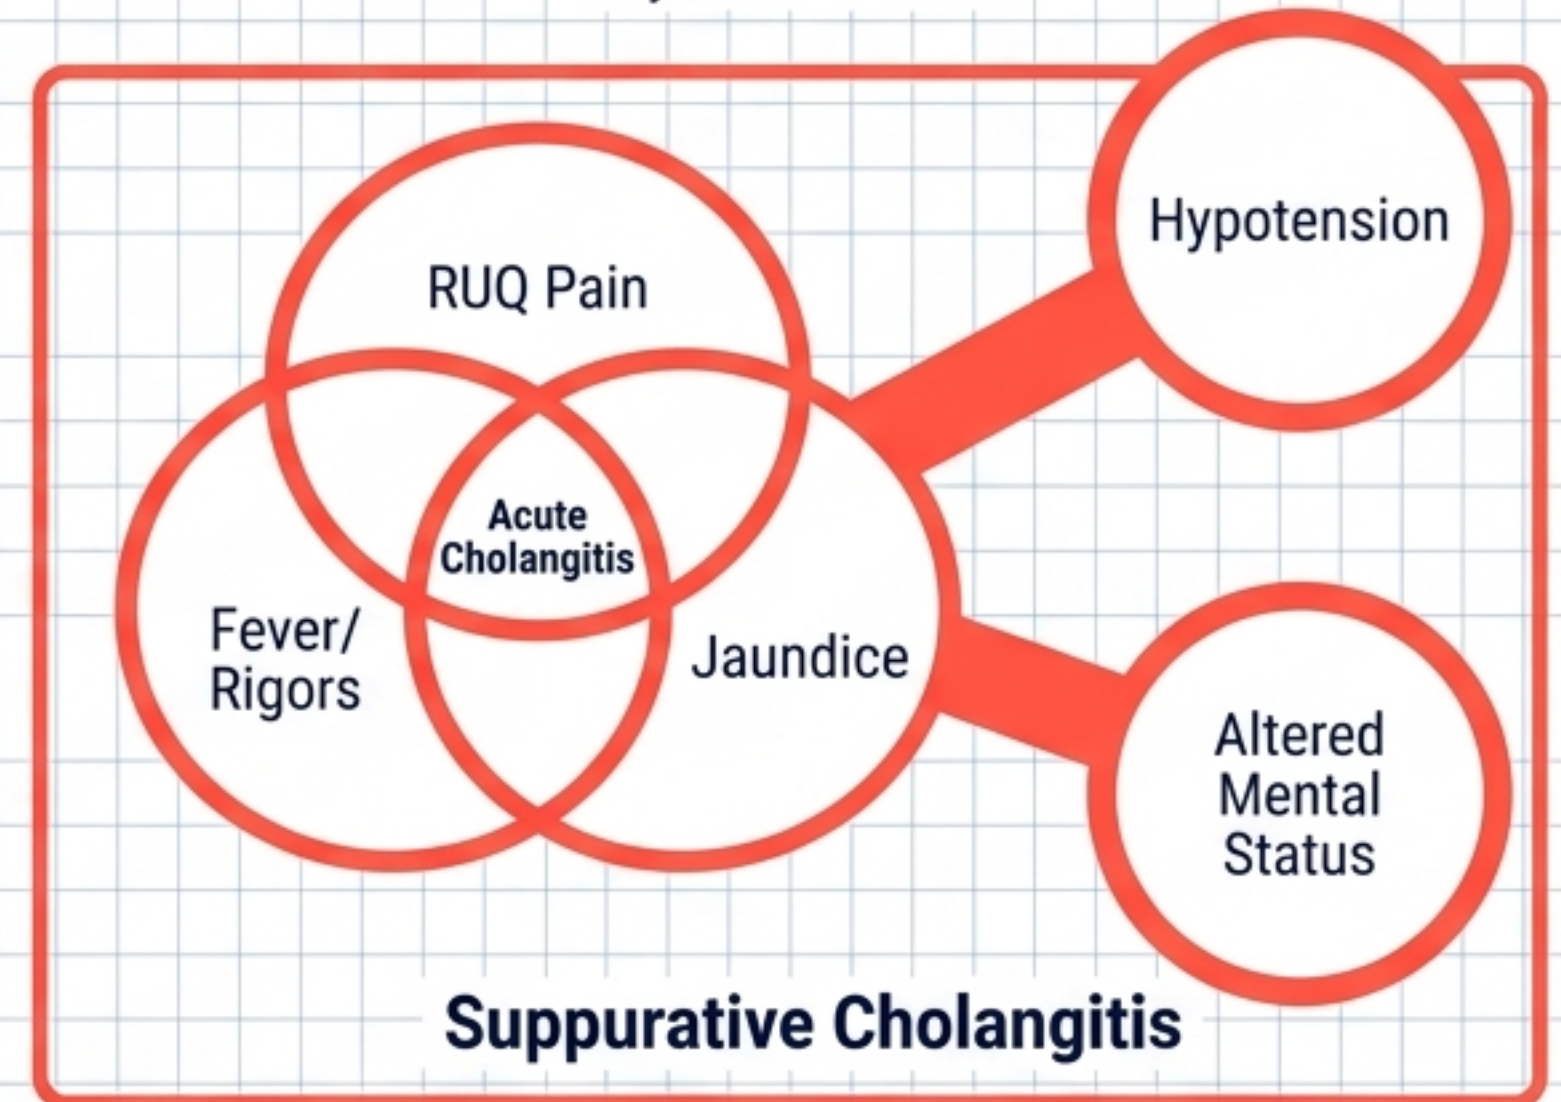 Hypotension
RUQ Pain
Acute
Cholangitis
Fever/
Rigors
Jaundice
Altered
Mental
Status
Suppurative Cholangitis